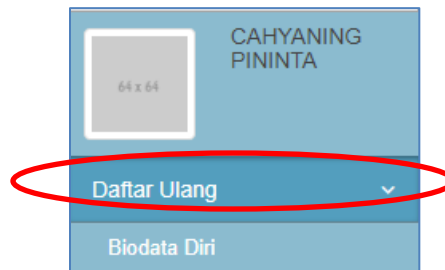 CAHYANING
PININTA
64 x 64
Daftar Ulang
Biodata Diri